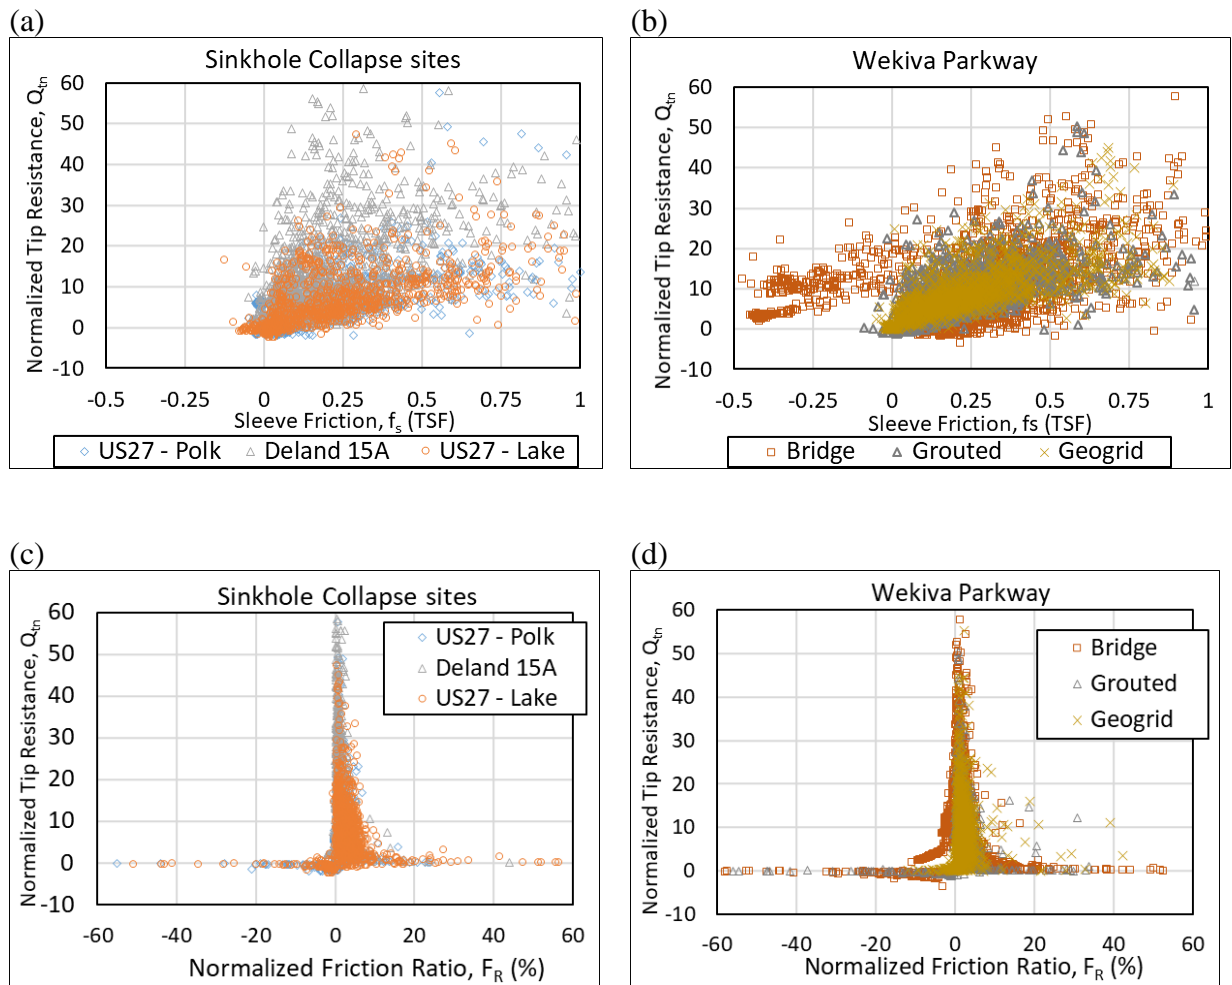 (a)
Sinkhole Collapse sites
Normalized Tip Resistance, Qtn
60
50
40
30
20
10
0
-10
-0.5 -0.25 0 0.25 0.5 0.75 1
Sleeve Friction, fs (TSF)
US27 - Polk Deland 15A US27 - Lake
(b)
Wekiva Parkway
Normalized Tip Resistance, Qtn
60
50
40
30
20
10
0
-10
-0.5 -0.25 0 0.25 0.5 0.75 1
Sleeve Friction, fs (TSF)
Bridge Grouted Geogrid
(c)
Sinkhole Collapse sites
Normalized Tip Resistance, Qtn
60
50
40
30
20
10
0
-10
US27 - Polk
Deland 15A
US27 - Lake
-60 -40 -20 0 20 40 60
Normalized Friction Ratio, FR (%)
(d)
Wekiva Parkway
Normalized Tip Resistance, Qtn
60
50
40
30
20
10
0
-10
Bridge
Grouted
Geogrid
-60 -40 -20 0 20 40 60
Normalized Friction Ratio, FR (%)